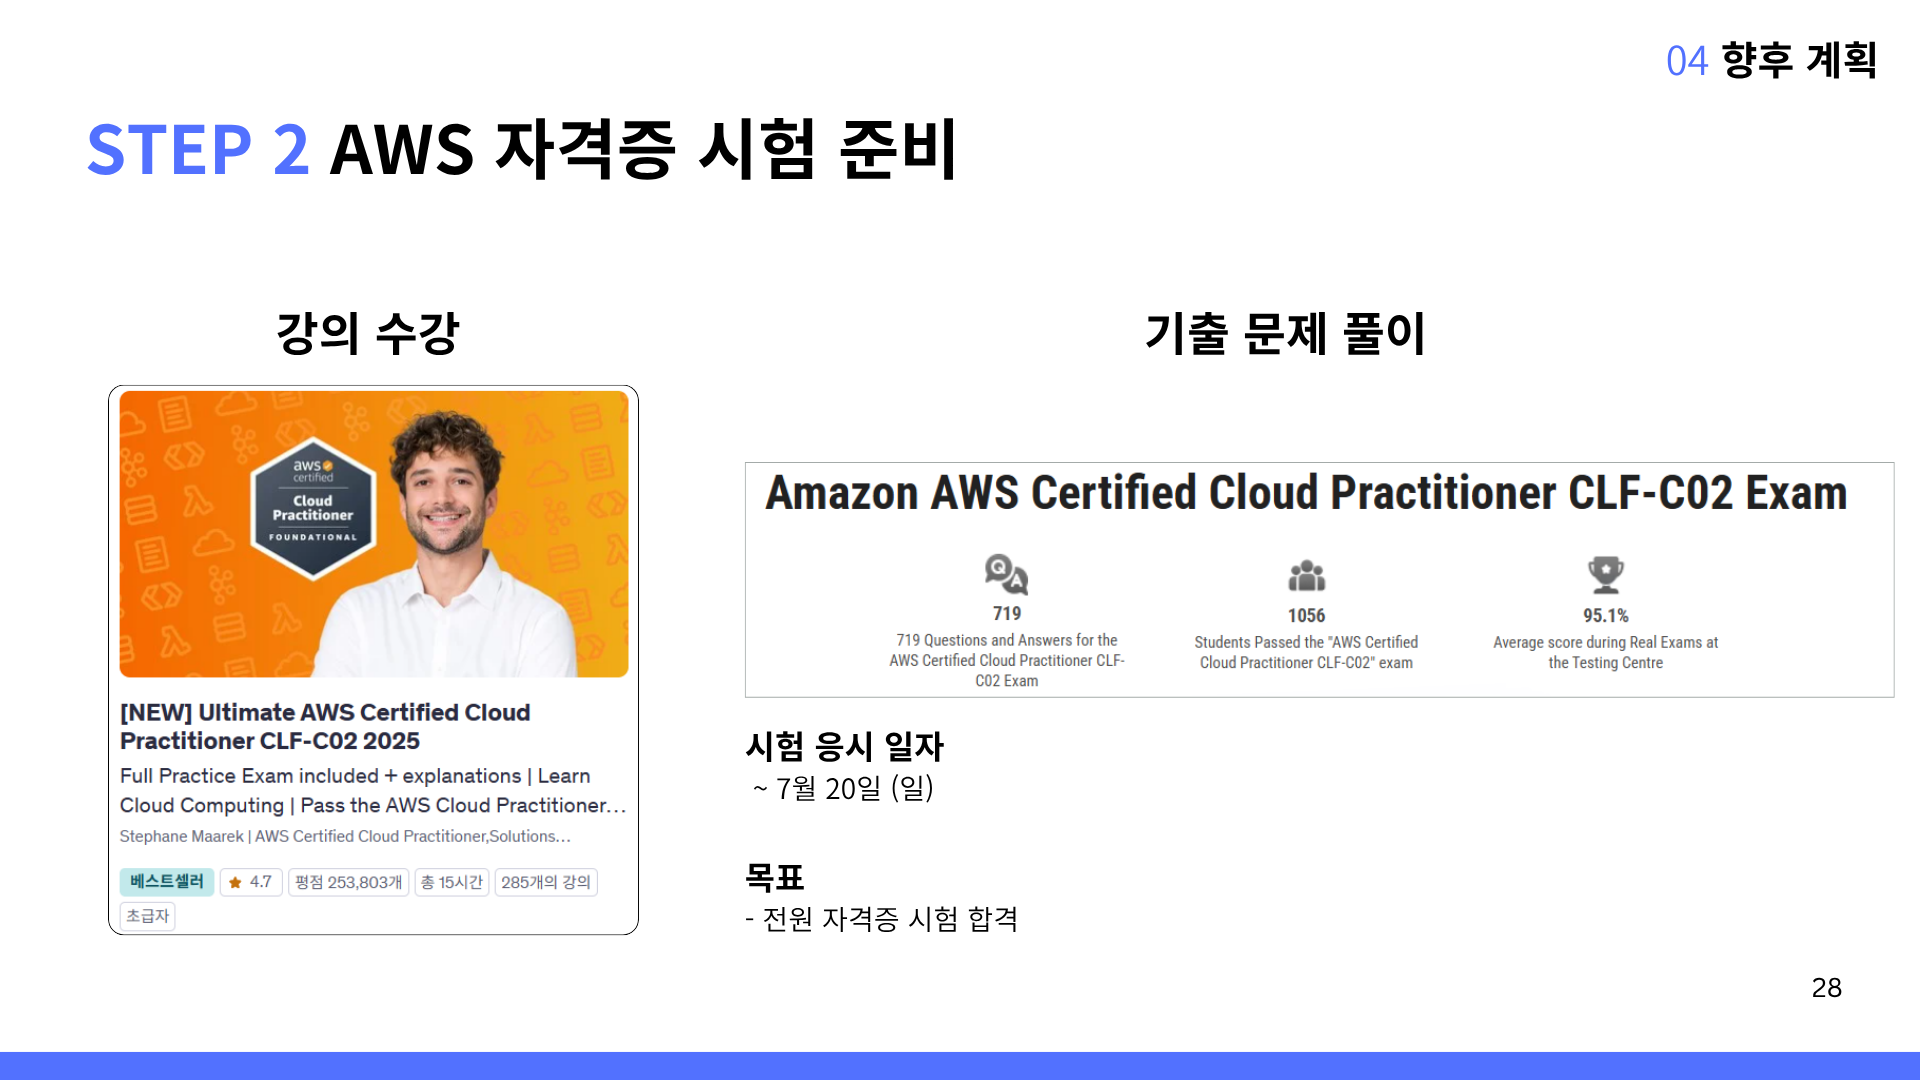 04 향후 계획
STEP 2 AWS 자격증 시험 준비
강의 수강
aws
certified
Cloud
Practitioner
FOUNDATIONAL
[NEW] Ultimate AWS Certified Cloud
Practitioner CLF-C02 2025
Full Practice Exam included + explanations | Learn
Cloud Computing | Pass the AWS Cloud Practitioner...
Stephane Maarek | AWS Certified Cloud Practitioner,Solutions...
베스트셀러 4.7 평점 253,803개 총 15시간 285개의 강의
초급자
기출 문제 풀이
Amazon AWS Certified Cloud Practitioner CLF-C02 Exam
Q A
719
719 Questions and Answers for the
AWS Certified Cloud Practitioner CLF-
C02 Exam
1056
Students Passed the "AWS Certified
Cloud Practitioner CLF-C02" exam
95.1%
Average score during Real Exams at
the Testing Centre
시험 응시 일자
~ 7월 20일 (일)
목표
- 전원 자격증 시험 합격
28